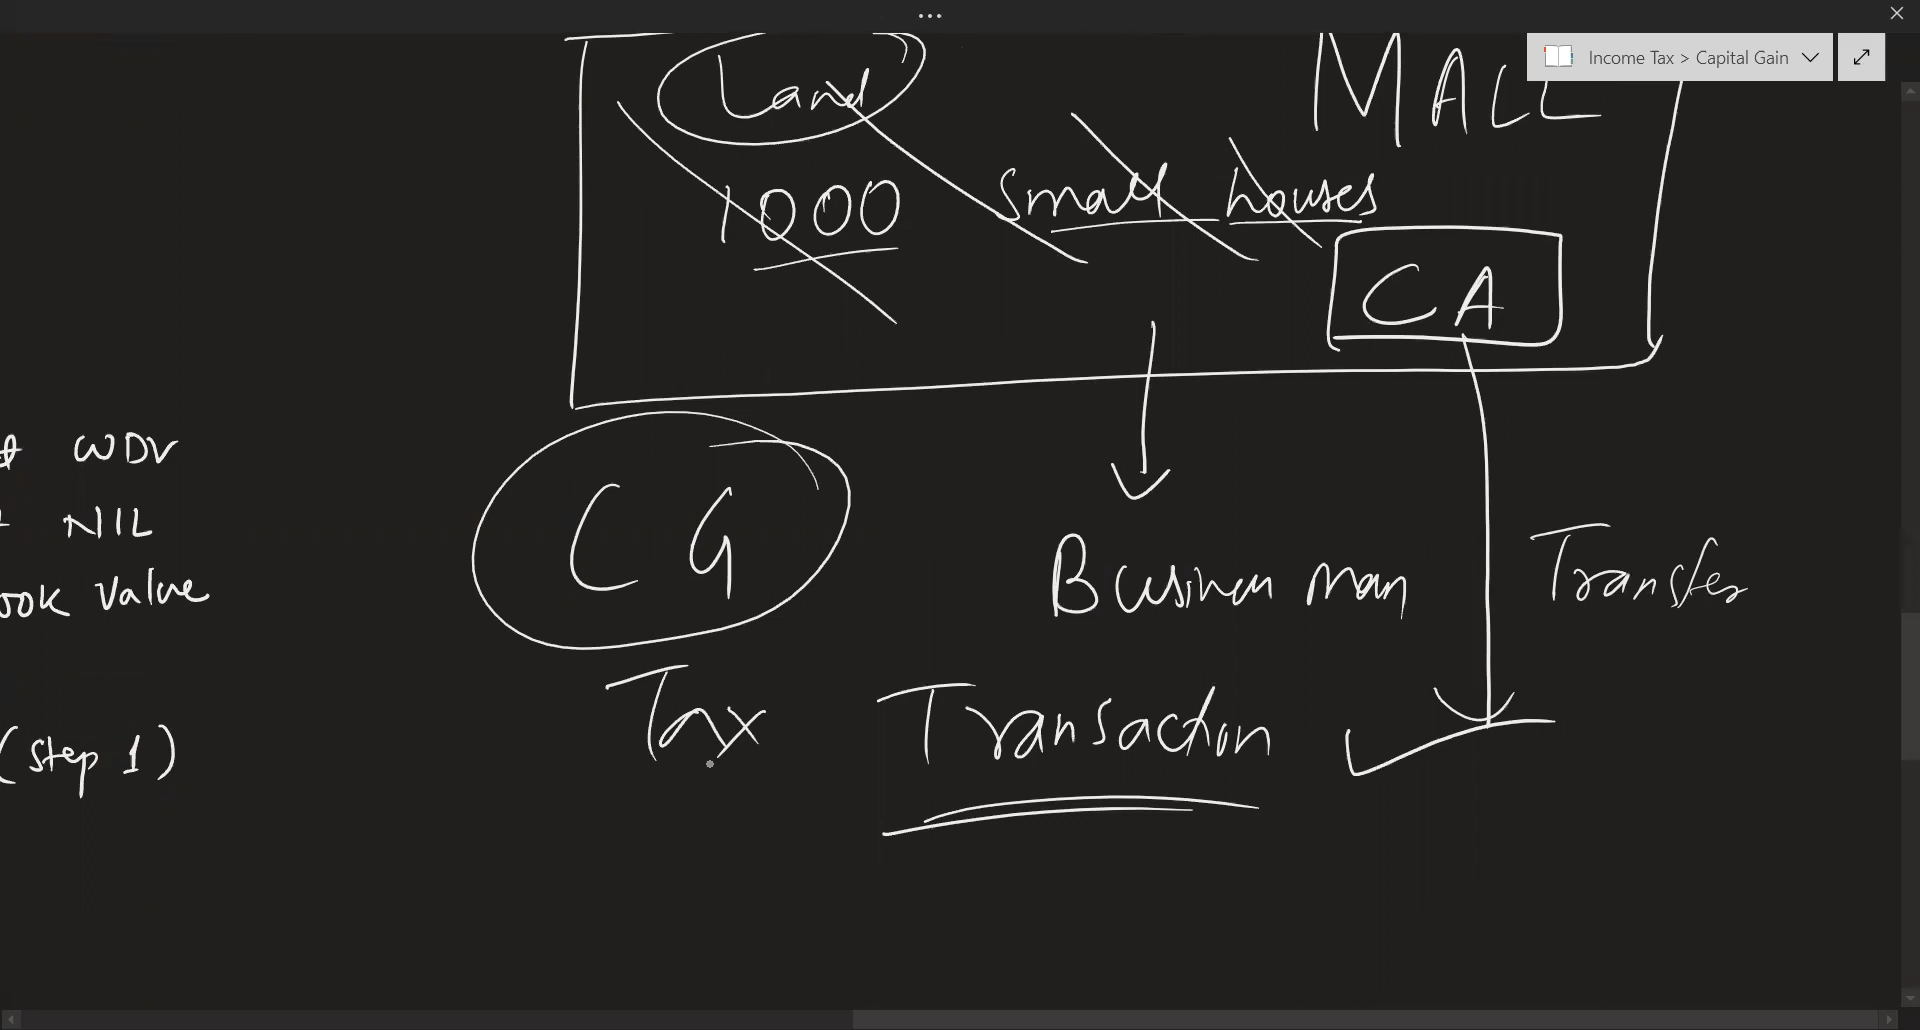 Income Tax > Capital Gain
Land MALL
1000 Small houses
CA
WDV
NIL
ook value
CG
Business man Transfer
Tax Transaction
(Step 1)